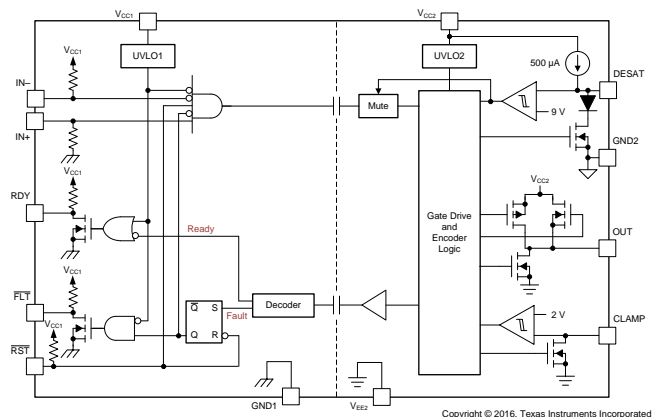 VCC1
VCC2
VCC1
UVLO1
UVLO2
500 µA
IN–
DESAT
Mute
9 V
IN+
GND2
VCC1
VCC2
RDY
Gate Drive
and
Encoder
Logic
Ready
OUT
VCC1
FLT
Q S
Decoder
2 V
CLAMP
Fault
VCC1
Q R
RST
GND1
VEE2
Copyright © 2016, Texas Instruments Incorporated